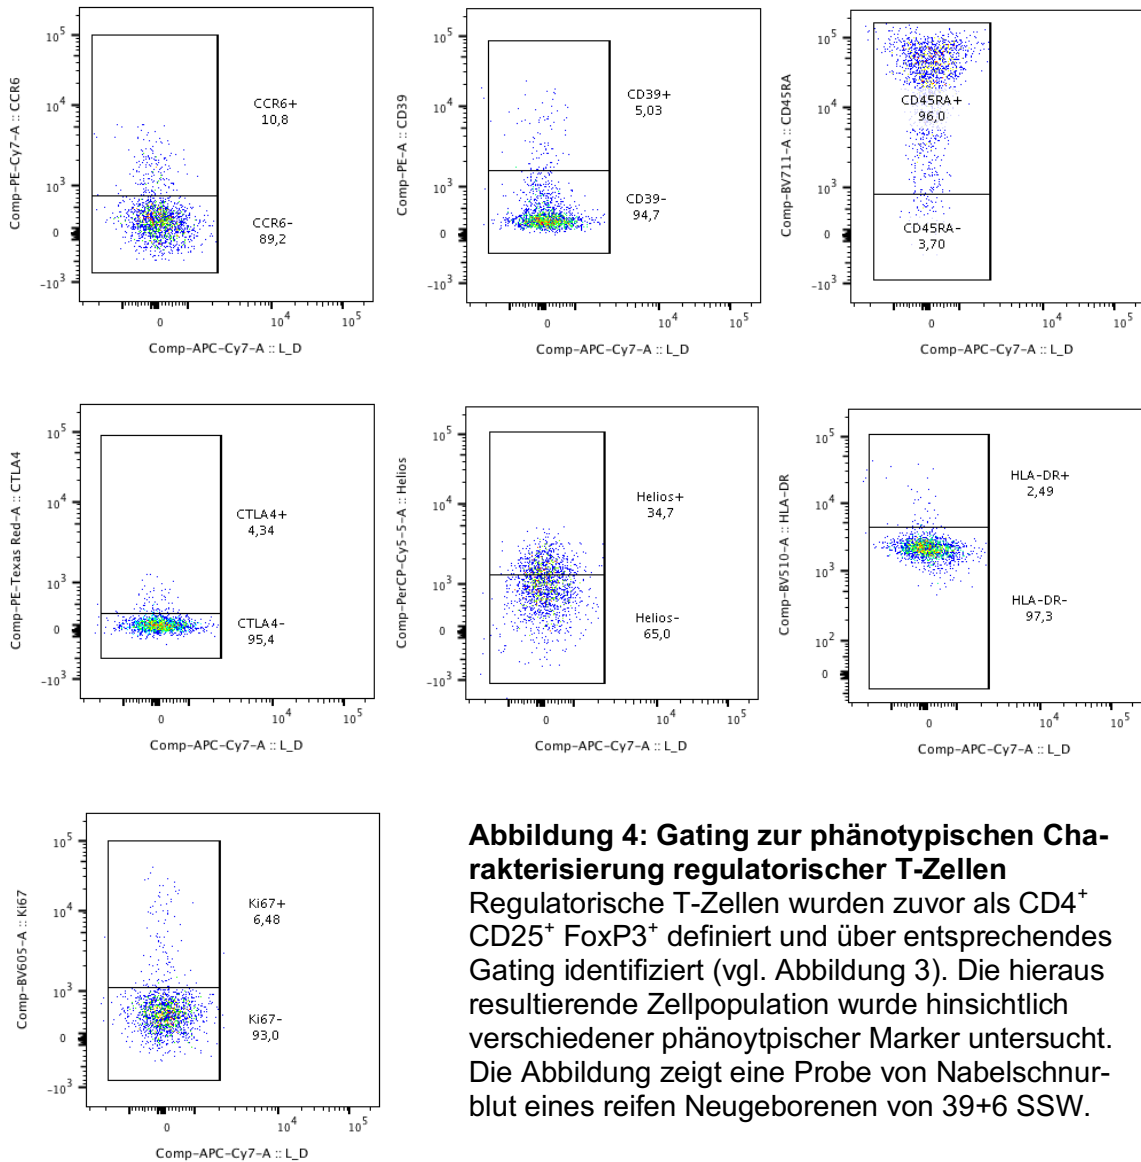 Comp-PE-Cy7-A :: CCR6
10⁵
10⁴
10³
0
-10³
CCR6+
10,8
CCR6-
89,2
0
10⁴
10⁵
Comp-APC-Cy7-A :: L_D
Comp-PE-A :: CD39
10⁵
10⁴
10³
0
-10³
CD39+
5,03
CD39-
94,7
0
10⁴
10⁵
Comp-APC-Cy7-A :: L_D
Comp-BV711-A :: CD45RA
10⁵
10⁴
10³
0
-10³
CD45RA+
96,0
CD45RA-
3,70
0
10⁴
10⁵
Comp-APC-Cy7-A :: L_D
Comp-PE-Texas Red-A :: CTLA4
10⁵
10⁴
10³
0
-10³
CTLA4+
4,34
CTLA4-
95,4
0
10⁴
10⁵
Comp-APC-Cy7-A :: L_D
Comp-PerCP-Cy5-5-A :: Helios
10⁵
10⁴
10³
0
-10³
Helios+
34,7
Helios-
65,0
0
10⁴
10⁵
Comp-APC-Cy7-A :: L_D
Comp-BV510-A :: HLA-DR
10⁵
10⁴
10³
10²
0
HLA-DR+
2,49
HLA-DR-
97,3
0
10⁴
10⁵
Comp-APC-Cy7-A :: L_D
Comp-BV605-A :: Ki67
10⁵
10⁴
10³
0
-10³
Ki67+
6,48
Ki67-
93,0
0
10⁴
10⁵
Comp-APC-Cy7-A :: L_D
Abbildung 4: Gating zur phänotypischen Cha-
rakterisierung regulatorischer T-Zellen
Regulatorische T-Zellen wurden zuvor als CD4⁺
CD25⁺ FoxP3⁺ definiert und über entsprechendes
Gating identifiziert (vgl. Abbildung 3). Die hieraus
resultierende Zellpopulation wurde hinsichtlich
verschiedener phänoytpischer Marker untersucht.
Die Abbildung zeigt eine Probe von Nabelschnur-
blut eines reifen Neugeborenen von 39+6 SSW.